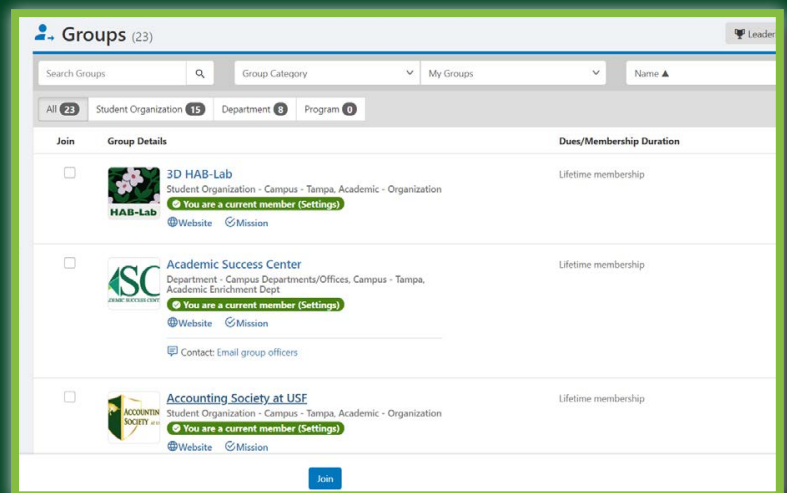 Groups (23)
Leader
Search Groups
Group Category
My Groups
Name ▲
All 23
Student Organization 15
Department 8
Program 0
Join
Group Details
Dues/Membership Duration
HAB-Lab
3D HAB-Lab
Student Organization - Campus - Tampa, Academic - Organization
You are a current member (Settings)
Website
Mission
Lifetime membership
ASC
Academic Success Center
Department - Campus Departments/Offices, Campus - Tampa,
Academic Enrichment Dept
You are a current member (Settings)
Website
Mission
Contact: Email group officers
Lifetime membership
ACCOUNTIN
SOCIETY
Accounting Society at USF
Student Organization - Campus - Tampa, Academic - Organization
You are a current member (Settings)
Website
Mission
Lifetime membership
Join